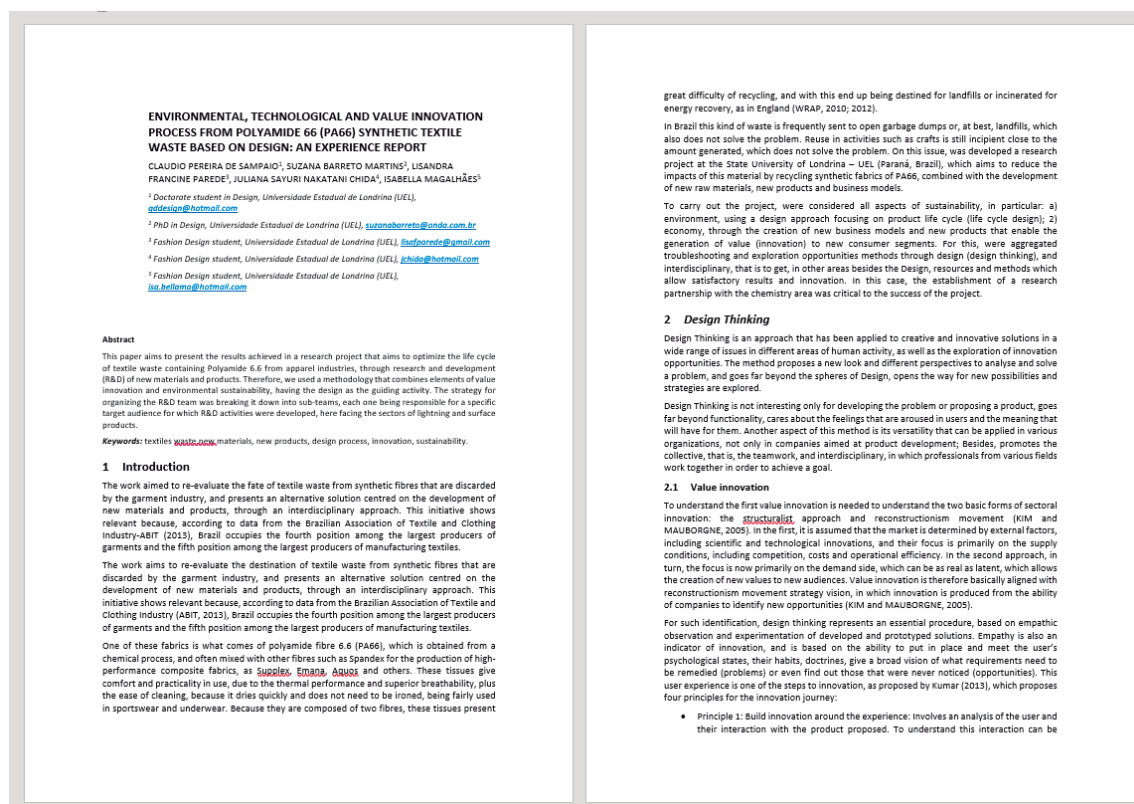 ENVIRONMENTAL, TECHNOLOGICAL AND VALUE INNOVATION
PROCESS FROM POLYAMIDE 66 (PA66) SYNTHETIC TEXTILE
WASTE BASED ON DESIGN: AN EXPERIENCE REPORT
CLAUDIO PEREIRA DE SAMPAIO¹, SUZANA BARRETO MARTINS², LISANDRA
FRANCINE PAREDE³, JULIANA SAYURI NAKATANI CHIDA⁴, ISABELLA MAGALHÃES⁵
¹ Doctorate student in Design, Universidade Estadual de Londrina (UEL),
qddesign@hotmail.com
² PhD in Design, Universidade Estadual de Londrina (UEL), suzanabarreto@onda.com.br
³ Fashion Design student, Universidade Estadual de Londrina (UEL), lisafparede@gmail.com
⁴ Fashion Design student, Universidade Estadual de Londrina (UEL), jchida@hotmail.com
⁵ Fashion Design student, Universidade Estadual de Londrina (UEL),
isa.bellama@hotmail.com
Abstract
This paper aims to present the results achieved in a research project that aims to optimize the life cycle
of textile waste containing Polyamide 6.6 from apparel industries, through research and development
(R&D) of new materials and products. Therefore, we used a methodology that combines elements of value
innovation and environmental sustainability, having the design as the guiding activity. The strategy for
organizing the R&D team was breaking it down into sub-teams, each one being responsible for a specific
target audience for which R&D activities were developed, here facing the sectors of lightning and surface
products.
Keywords: textiles waste,new materials, new products, design process, innovation, sustainability.
1 Introduction
The work aimed to re-evaluate the fate of textile waste from synthetic fibres that are discarded
by the garment industry, and presents an alternative solution centred on the development of
new materials and products, through an interdisciplinary approach. This initiative shows
relevant because, according to data from the Brazilian Association of Textile and Clothing
Industry-ABIT (2013), Brazil occupies the fourth position among the largest producers of
garments and the fifth position among the largest producers of manufacturing textiles.
The work aims to re-evaluate the destination of textile waste from synthetic fibres that are
discarded by the garment industry, and presents an alternative solution centred on the
development of new materials and products, through an interdisciplinary approach. This
initiative shows relevant because, according to data from the Brazilian Association of Textile and
Clothing Industry (ABIT, 2013), Brazil occupies the fourth position among the largest producers
of garments and the fifth position among the largest producers of manufacturing textiles.
One of these fabrics is what comes of polyamide fibre 6.6 (PA66), which is obtained from a
chemical process, and often mixed with other fibres such as Spandex for the production of high-
performance composite fabrics, as Supplex, Emana, Aquos and others. These tissues give
comfort and practicality in use, due to the thermal performance and superior breathability, plus
the ease of cleaning, because it dries quickly and does not need to be ironed, being fairly used
in sportswear and underwear. Because they are composed of two fibres, these tissues present
great difficulty of recycling, and with this end up being destined for landfills or incinerated for
energy recovery, as in England (WRAP, 2010; 2012).
In Brazil this kind of waste is frequently sent to open garbage dumps or, at best, landfills, which
also does not solve the problem. Reuse in activities such as crafts is still incipient close to the
amount generated, which does not solve the problem. On this issue, was developed a research
project at the State University of Londrina – UEL (Paraná, Brazil), which aims to reduce the
impacts of this material by recycling synthetic fabrics of PA66, combined with the development
of new raw materials, new products and business models.
To carry out the project, were considered all aspects of sustainability, in particular: a)
environment, using a design approach focusing on product life cycle (life cycle design); 2)
economy, through the creation of new business models and new products that enable the
generation of value (innovation) to new consumer segments. For this, were aggregated
troubleshooting and exploration opportunities methods through design (design thinking), and
interdisciplinary, that is to get, in other areas besides the Design, resources and methods which
allow satisfactory results and innovation. In this case, the establishment of a research
partnership with the chemistry area was critical to the success of the project.
2 Design Thinking
Design Thinking is an approach that has been applied to creative and innovative solutions in a
wide range of issues in different areas of human activity, as well as the exploration of innovation
opportunities. The method proposes a new look and different perspectives to analyse and solve
a problem, and goes far beyond the spheres of Design, opens the way for new possibilities and
strategies are explored.
Design Thinking is not interesting only for developing the problem or proposing a product, goes
far beyond functionality, cares about the feelings that are aroused in users and the meaning that
will have for them. Another aspect of this method is its versatility that can be applied in various
organizations, not only in companies aimed at product development; Besides, promotes the
collective, that is, the teamwork, and interdisciplinary, in which professionals from various fields
work together in order to achieve a goal.
2.1 Value innovation
To understand the first value innovation is needed to understand the two basic forms of sectoral
innovation: the structuralist approach and reconstructionism movement (KIM and
MAUBORGNE, 2005). In the first, it is assumed that the market is determined by external factors,
including scientific and technological innovations, and their focus is primarily on the supply
conditions, including competition, costs and operational efficiency. In the second approach, in
turn, the focus is now primarily on the demand side, which can be as real as latent, which allows
the creation of new values to new audiences. Value innovation is therefore basically aligned with
reconstructionism movement strategy vision, in which innovation is produced from the ability
of companies to identify new opportunities (KIM and MAUBORGNE, 2005).
For such identification, design thinking represents an essential procedure, based on empathic
observation and experimentation of developed and prototyped solutions. Empathy is also an
indicator of innovation, and is based on the ability to put in place and meet the user's
psychological states, their habits, doctrines, give a broad vision of what requirements need to
be remedied (problems) or even find out those that were never noticed (opportunities). This
user experience is one of the steps to innovation, as proposed by Kumar (2013), which proposes
four principles for the innovation journey:
• Principle 1: Build innovation around the experience: Involves an analysis of the user and
their interaction with the product proposed. To understand this interaction can be